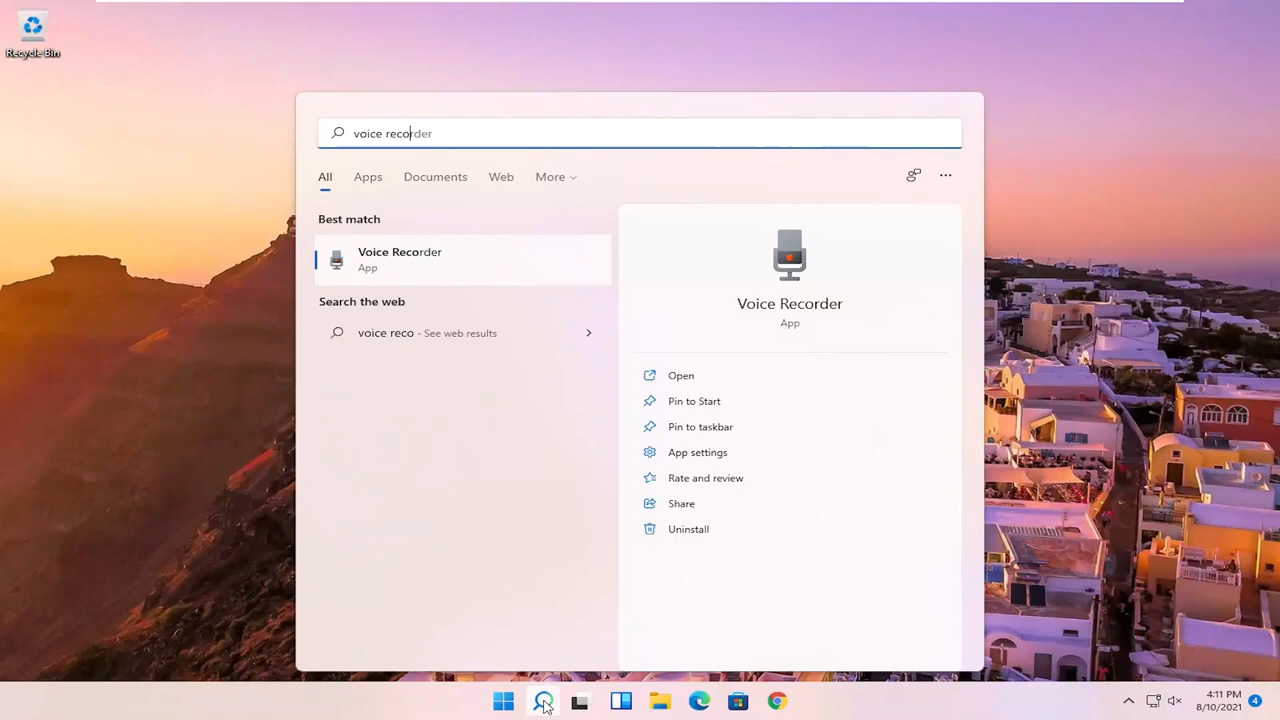 Recycle Bin
voice recorder
All Apps Documents Web More
Best match
Voice Recorder
App
Search the web
voice reco - See web results
Voice Recorder
App
Open
Pin to Start
Pin to taskbar
App settings
Rate and review
Share
Uninstall
4:11 PM
8/10/2021
4